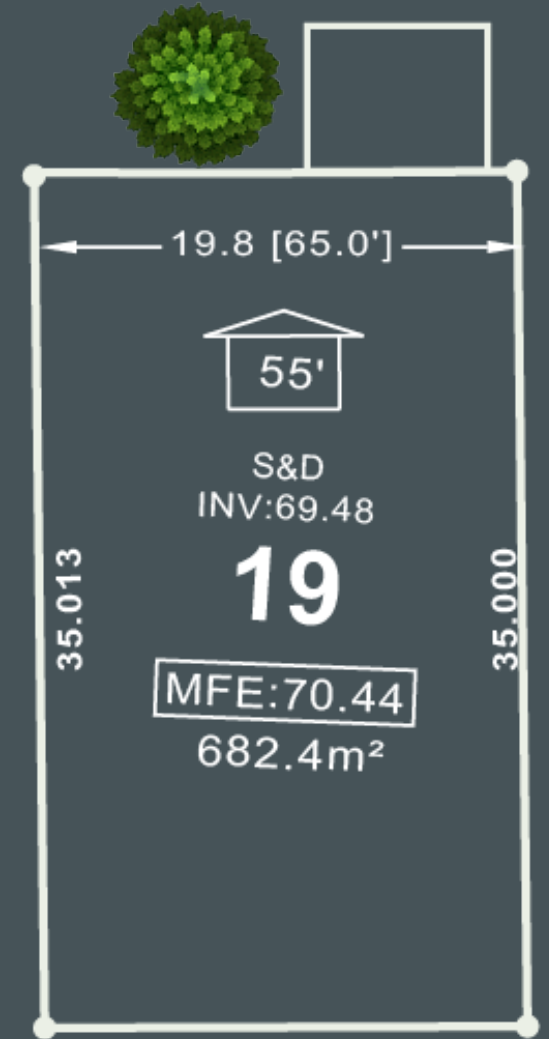 19.8 [65.0']
55'
S&D
INV:69.48
19
35.013
35.000
MFE:70.44
682.4m²